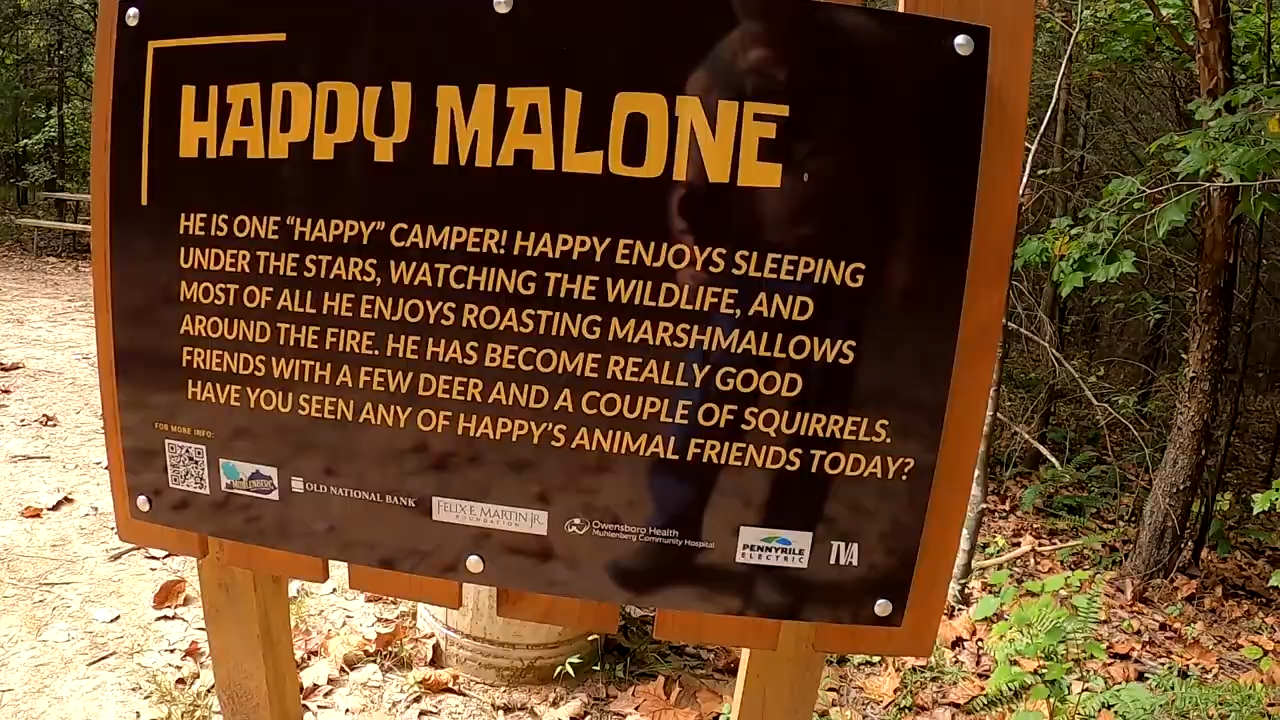 HAPPY MALONE
HE IS ONE “HAPPY” CAMPER! HAPPY ENJOYS SLEEPING
UNDER THE STARS, WATCHING THE WILDLIFE, AND
MOST OF ALL HE ENJOYS ROASTING MARSHMALLOWS
AROUND THE FIRE. HE HAS BECOME REALLY GOOD
FRIENDS WITH A FEW DEER AND A COUPLE OF SQUIRRELS.
HAVE YOU SEEN ANY OF HAPPY’S ANIMAL FRIENDS TODAY?
FOR MORE INFO:
MUHLENBERG
OLD NATIONAL BANK
FELIX E. MARTIN JR.
FOUNDATION
Owensboro Health
Muhlenberg Community Hospital
PENNYRILE
ELECTRIC
TVA